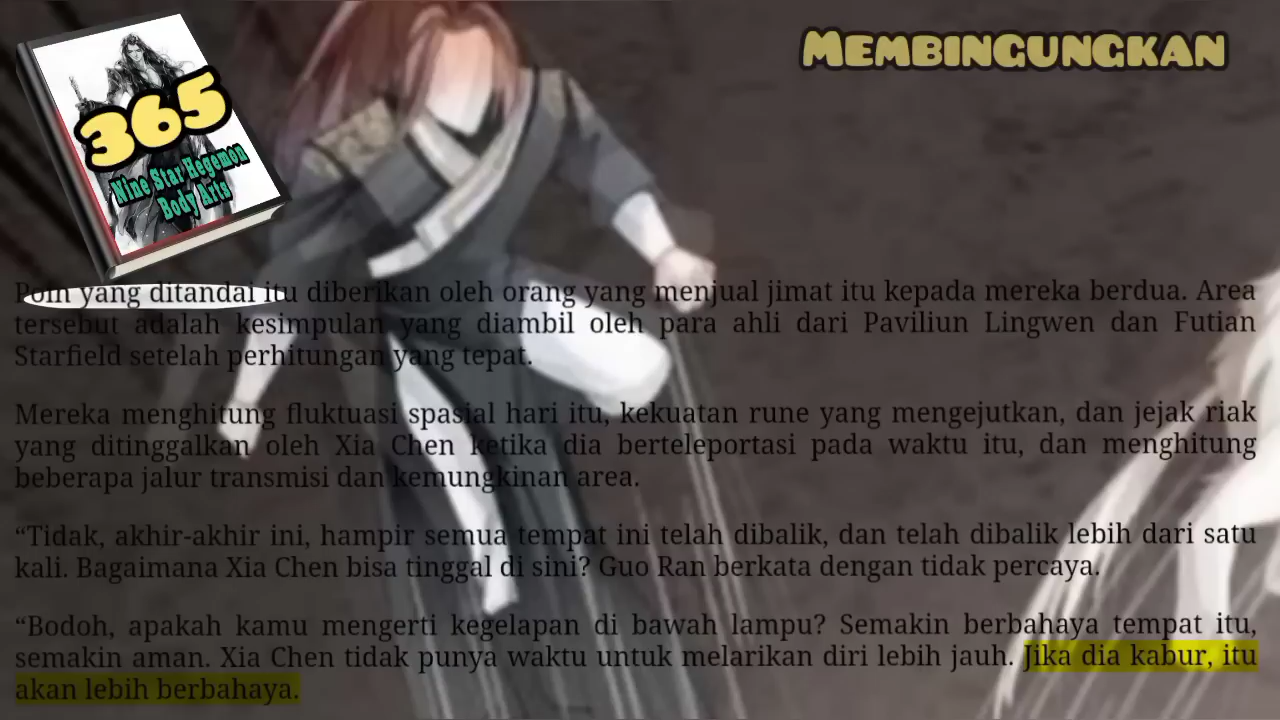 365
Nine Star Hegemon
Body Arts
MEMBINGUNGKAN
Poin yang ditandai itu diberikan oleh orang yang menjual jimat itu kepada mereka berdua. Area
tersebut adalah kesimpulan yang diambil oleh para ahli dari Paviliun Lingwen dan Futian
Starfield setelah perhitungan yang tepat.
Mereka menghitung fluktuasi spasial hari itu, kekuatan rune yang mengejutkan, dan jejak riak
yang ditinggalkan oleh Xia Chen ketika dia berteleportasi pada waktu itu, dan menghitung
beberapa jalur transmisi dan kemungkinan area.
“Tidak, akhir-akhir ini, hampir semua tempat ini telah dibalik, dan telah dibalik lebih dari satu
kali. Bagaimana Xia Chen bisa tinggal di sini? Guo Ran berkata dengan tidak percaya.
“Bodoh, apakah kamu mengerti kegelapan di bawah lampu? Semakin berbahaya tempat itu,
semakin aman. Xia Chen tidak punya waktu untuk melarikan diri lebih jauh. Jika dia kabur, itu
akan lebih berbahaya.